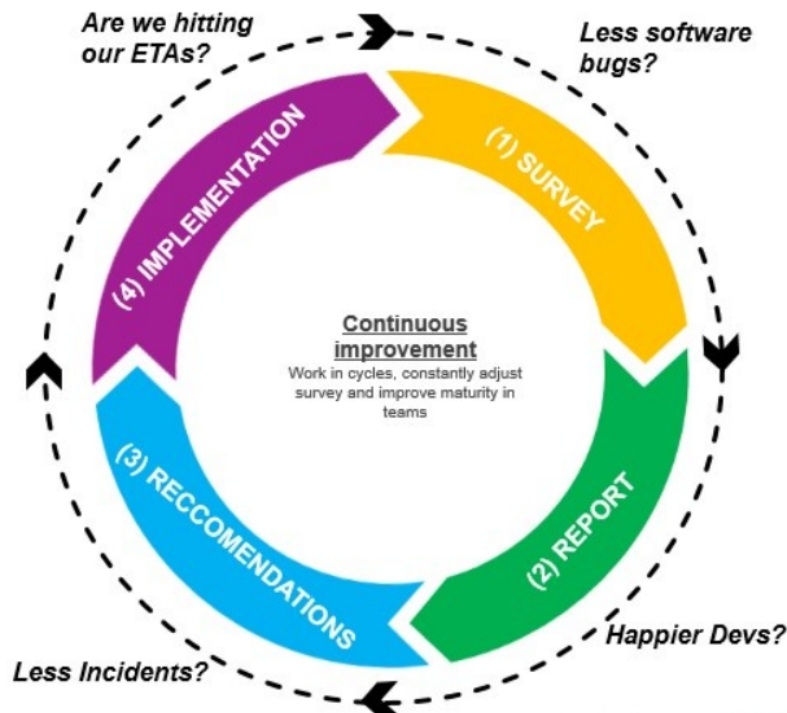 Are we hitting
our ETAs?
Less software
bugs?
(1) SURVEY
(4) IMPLEMENTATION
Continuous
improvement
Work in cycles, constantly adjust
survey and improve maturity in
teams
(3) RECCOMENDATIONS
(2) REPORT
Happier Devs?
Less Incidents?